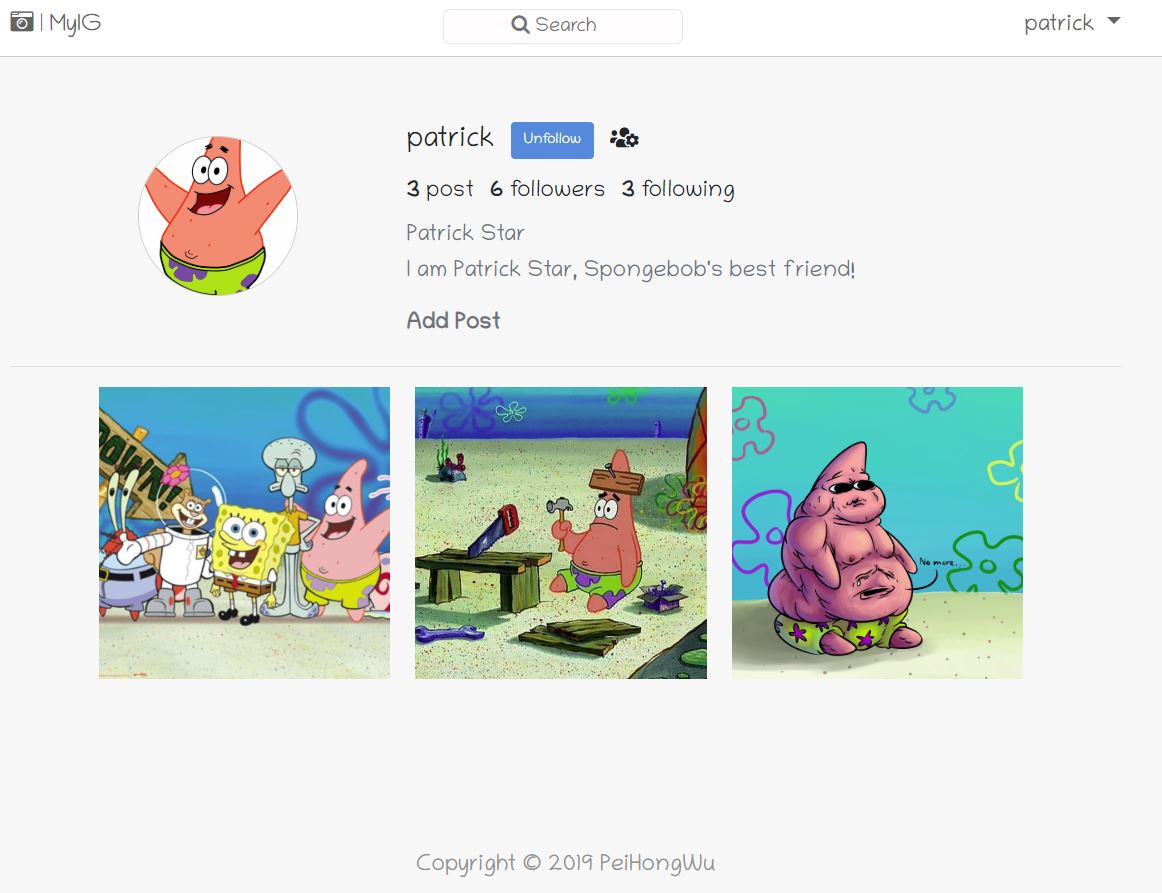 | MyIG
Search
patrick
patrick Unfollow
3 post 6 followers 3 following
Patrick Star
I am Patrick Star, Spongebob's best friend!
Add Post
No more...
Copyright © 2019 PeiHongWu